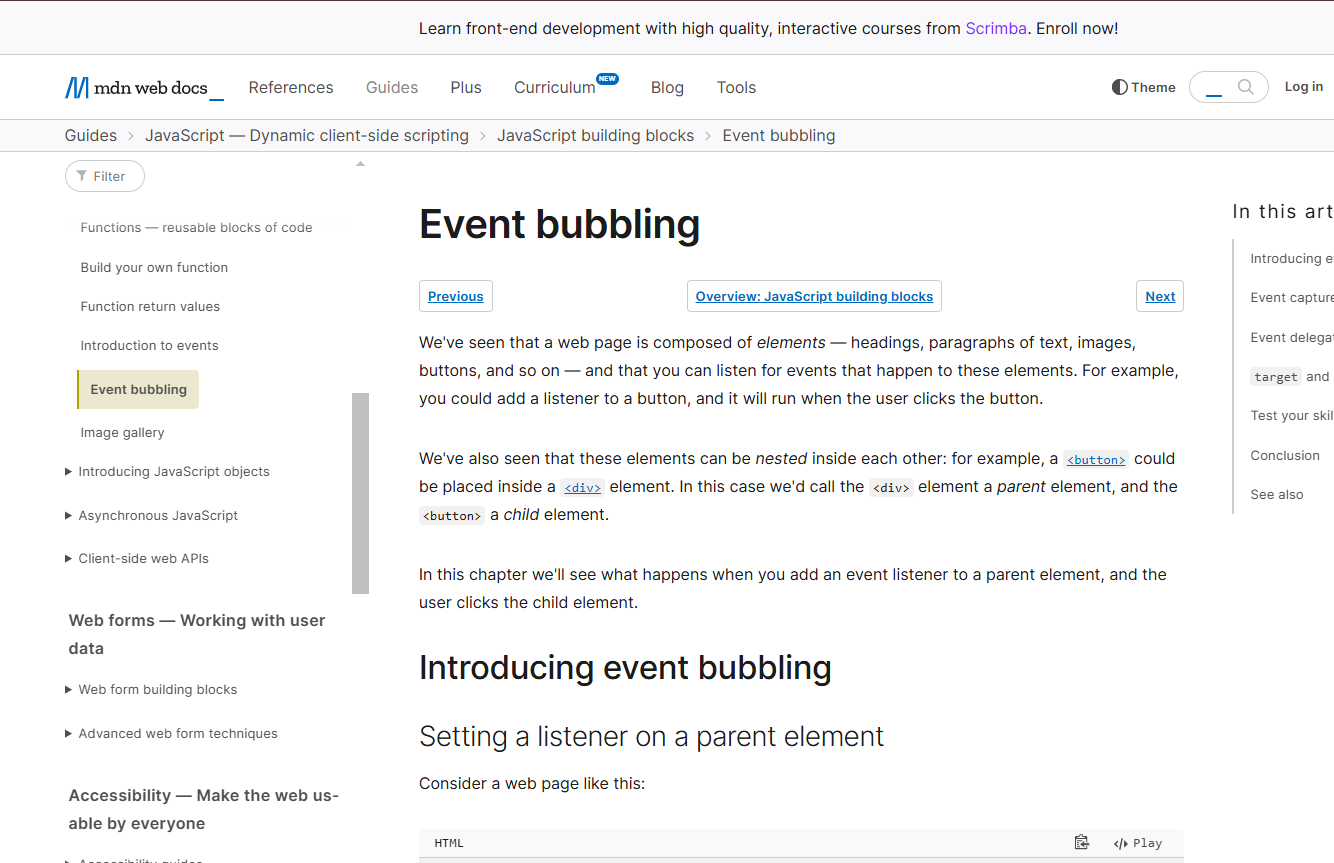 Learn front-end development with high quality, interactive courses from Scrimba. Enroll now!
mdn web docs_
References
Guides
Plus
Curriculum NEW
Blog
Tools
Theme
Log in
Guides
JavaScript — Dynamic client-side scripting
JavaScript building blocks
Event bubbling
Filter
Functions — reusable blocks of code
Build your own function
Function return values
Introduction to events
Event bubbling
Image gallery
Introducing JavaScript objects
Asynchronous JavaScript
Client-side web APIs
Web forms — Working with user
data
Web form building blocks
Advanced web form techniques
Accessibility — Make the web us-
able by everyone
Accessibility guides
Event bubbling
Previous
Overview: JavaScript building blocks
Next
We've seen that a web page is composed of elements — headings, paragraphs of text, images,
buttons, and so on — and that you can listen for events that happen to these elements. For example,
you could add a listener to a button, and it will run when the user clicks the button.
We've also seen that these elements can be nested inside each other: for example, a <button> could
be placed inside a <div> element. In this case we'd call the <div> element a parent element, and the
<button> a child element.
In this chapter we'll see what happens when you add an event listener to a parent element, and the
user clicks the child element.
Introducing event bubbling
Setting a listener on a parent element
Consider a web page like this:
HTML
Play
In this art
Introducing e
Event capture
Event delegat
target and
Test your skil
Conclusion
See also